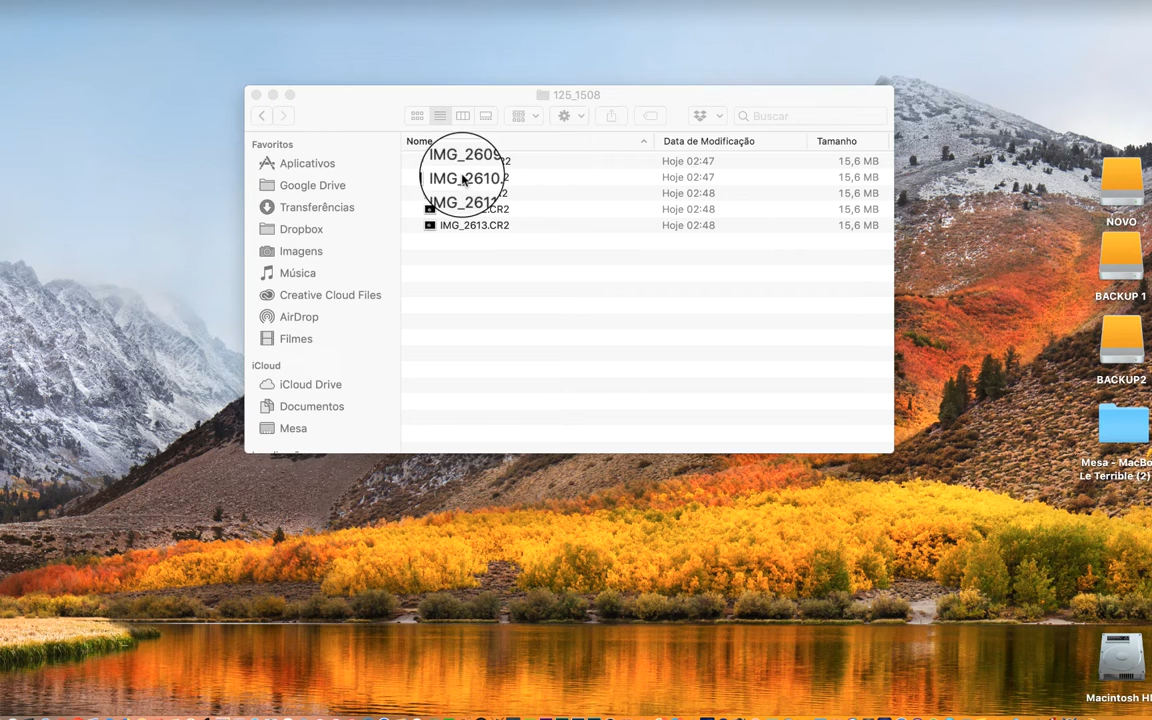 125_1508
Buscar
Favoritos
Aplicativos
Google Drive
Transferências
Dropbox
Imagens
Música
Creative Cloud Files
AirDrop
Filmes
iCloud
iCloud Drive
Documentos
Mesa
Nome Data de Modificação Tamanho
IMG_2609 Hoje 02:47 15,6 MB
IMG_2610 Hoje 02:47 15,6 MB
IMG_2611 Hoje 02:48 15,6 MB
Hoje 02:48 15,6 MB
IMG_2613.CR2 Hoje 02:48 15,6 MB
NOVO
BACKUP 1
BACKUP2
Mesa - MacBo
Le Terrible (2)
Macintosh H